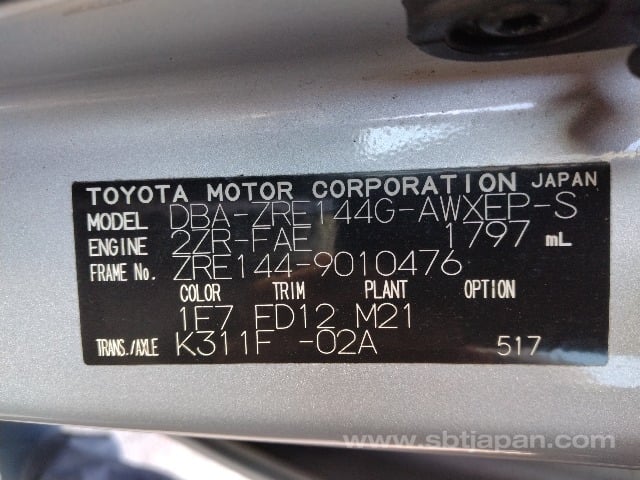 TOYOTA MOTOR CORPORATION JAPAN
MODEL DBA-ZRE144G-AWXEP-S
ENGINE 2ZR-FAE 1797 mL
FRAME No. ZRE144-9010476
COLOR TRIM PLANT OPTION
1F7 FD12 M21
TRANS./AXLE K311F -02A 517
www.sbtjapan.com